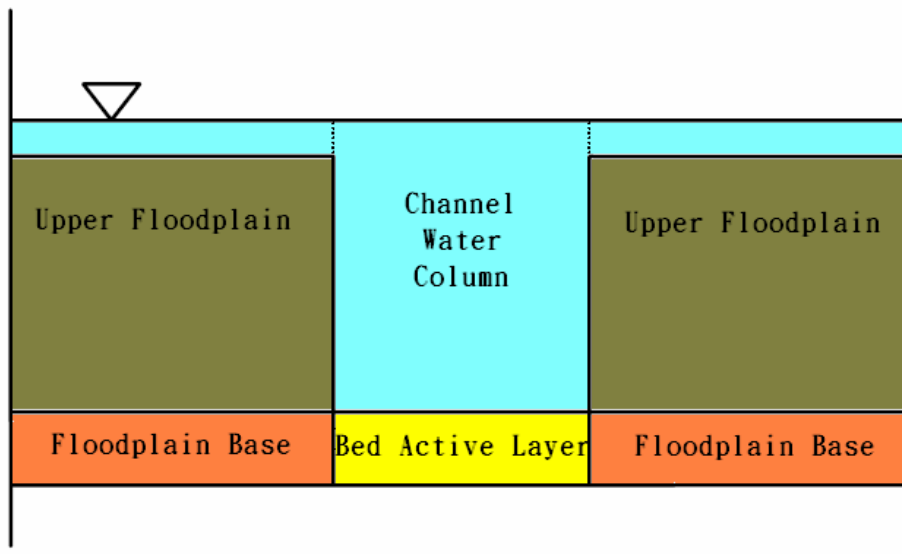 Upper Floodplain
Channel
Water
Column
Upper Floodplain
Floodplain Base
Bed Active Layer
Floodplain Base